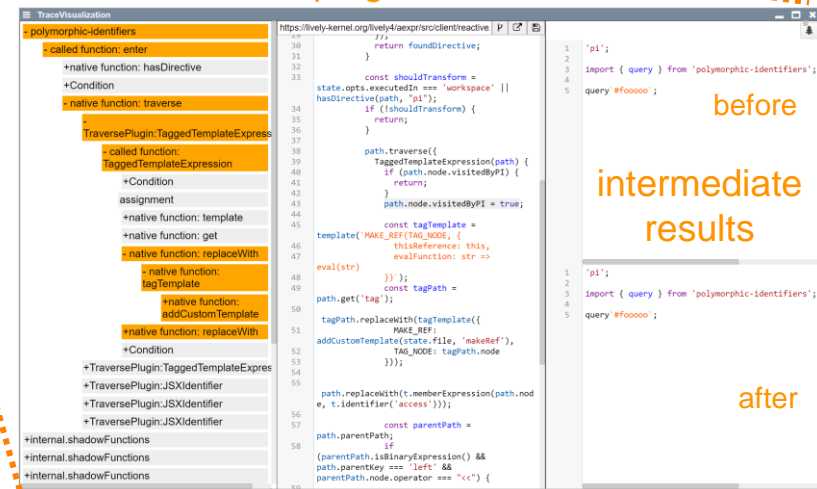 TraceVisualization
- polymorphic-identifiers
- called function: enter
+native function: hasDirective
+Condition
- native function: traverse
-
TraversePlugin:TaggedTemplateExpress
- called function:
TaggedTemplateExpression
+Condition
assignment
+native function: template
+native function: get
- native function: replaceWith
- native function:
tagTemplate
+native function:
addCustomTemplate
+native function: replaceWith
+Condition
+TraversePlugin:TaggedTemplateExpres
+TraversePlugin:JSXIdentifier
+TraversePlugin:JSXIdentifier
+TraversePlugin:JSXIdentifier
+internal.shadowFunctions
+internal.shadowFunctions
+internal.shadowFunctions
https://lively-kernel.org/lively4/aexpr/src/client/reactive
29 });
30 return foundDirective;
31 }
32
33 const shouldTransform =
state.opts.executedIn === 'workspace' ||
hasDirective(path, "pi");
34 if (!shouldTransform) {
35 return;
36 }
37
38 path.traverse({
39 TaggedTemplateExpression(path) {
40 if (path.node.visitedByPI) {
41 return;
42 }
43 path.node.visitedByPI = true;
44
45 const tagTemplate =
template(`MAKE_REF(TAG_NODE, {
46 thisReference: this,
47 evalFunction: str =>
eval(str)
48 })`);
49 const tagPath =
path.get('tag');
50
tagPath.replaceWith(tagTemplate({
51 MAKE_REF:
addCustomTemplate(state.file, 'makeRef'),
52 TAG_NODE: tagPath.node
53 }));
54
55
path.replaceWith(t.memberExpression(path.nod
e, t.identifier('access')));
56
57 const parentPath =
path.parentPath;
58 if
(parentPath.isBinaryExpression() &&
path.parentKey === 'left' &&
parentPath.node.operator === "<<") {
1 'pi';
2
3 import { query } from 'polymorphic-identifiers';
4
5 query`#fooooo`;
before
intermediate
results
1 'pi';
2
3 import { query } from 'polymorphic-identifiers';
4
5 query`#fooooo`;
after